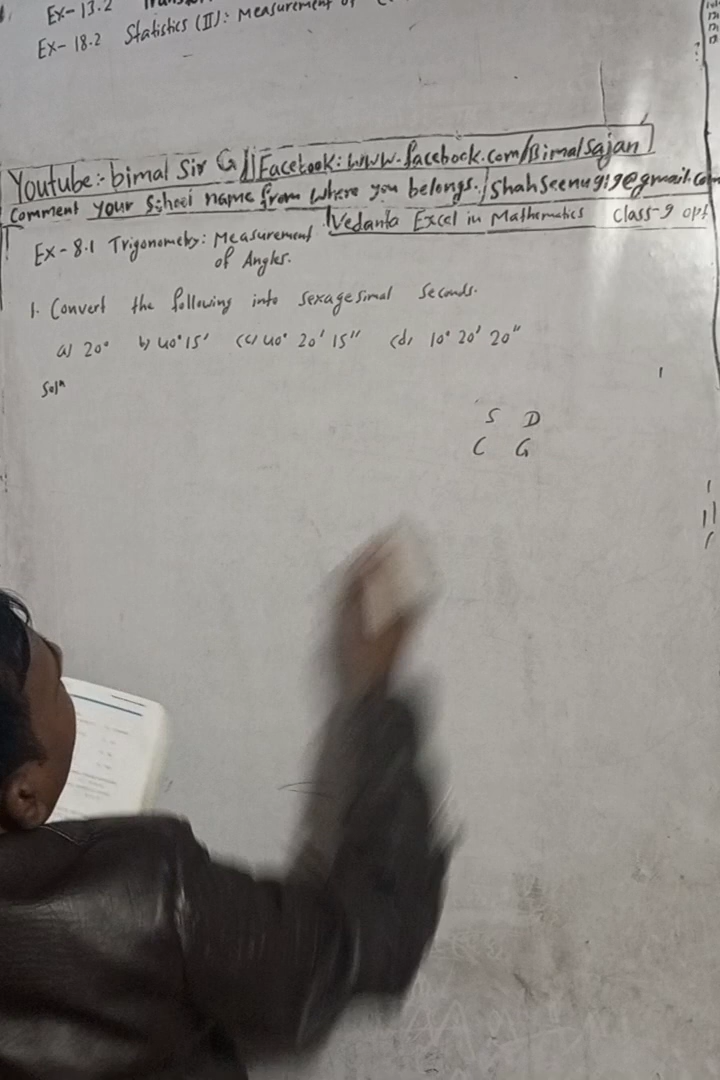 Ex-13.2
Ex-18.2 Statistics (II): Measurement of
Youtube:- bimal Sir G || Facebook: www.facebook.com/Bimalsajan
Comment your School name from where you belongs. / shahseenu919@gmail.com
Vedanta Excel in Mathematics Class-9 opt
Ex-8.1 Trigonometry: Measurement
of Angles.
1. Convert the following into sexagesimal seconds.
a) 20° b) 40°15' (c) 40° 20' 15" (d) 10° 20' 20"
Solⁿ
S D
C G